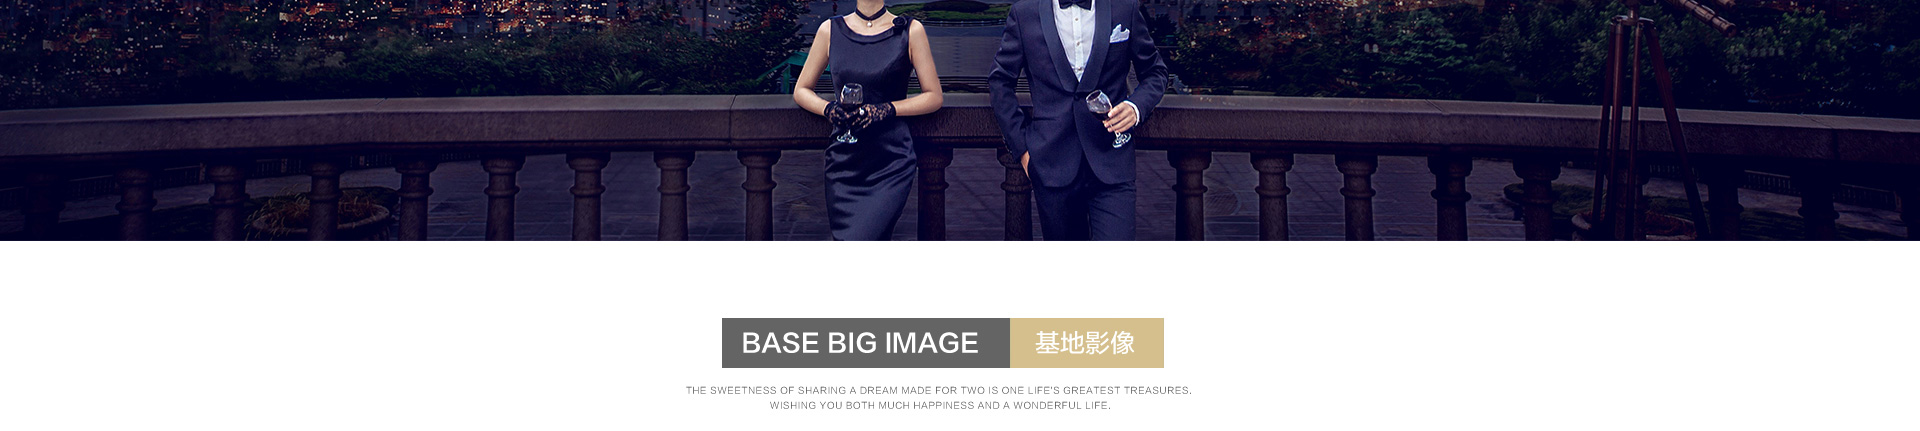 BASE BIG IMAGE 基地影像
THE SWEETNESS OF SHARING A DREAM MADE FOR TWO IS ONE LIFE'S GREATEST TREASURES.
WISHING YOU BOTH MUCH HAPPINESS AND A WONDERFUL LIFE.